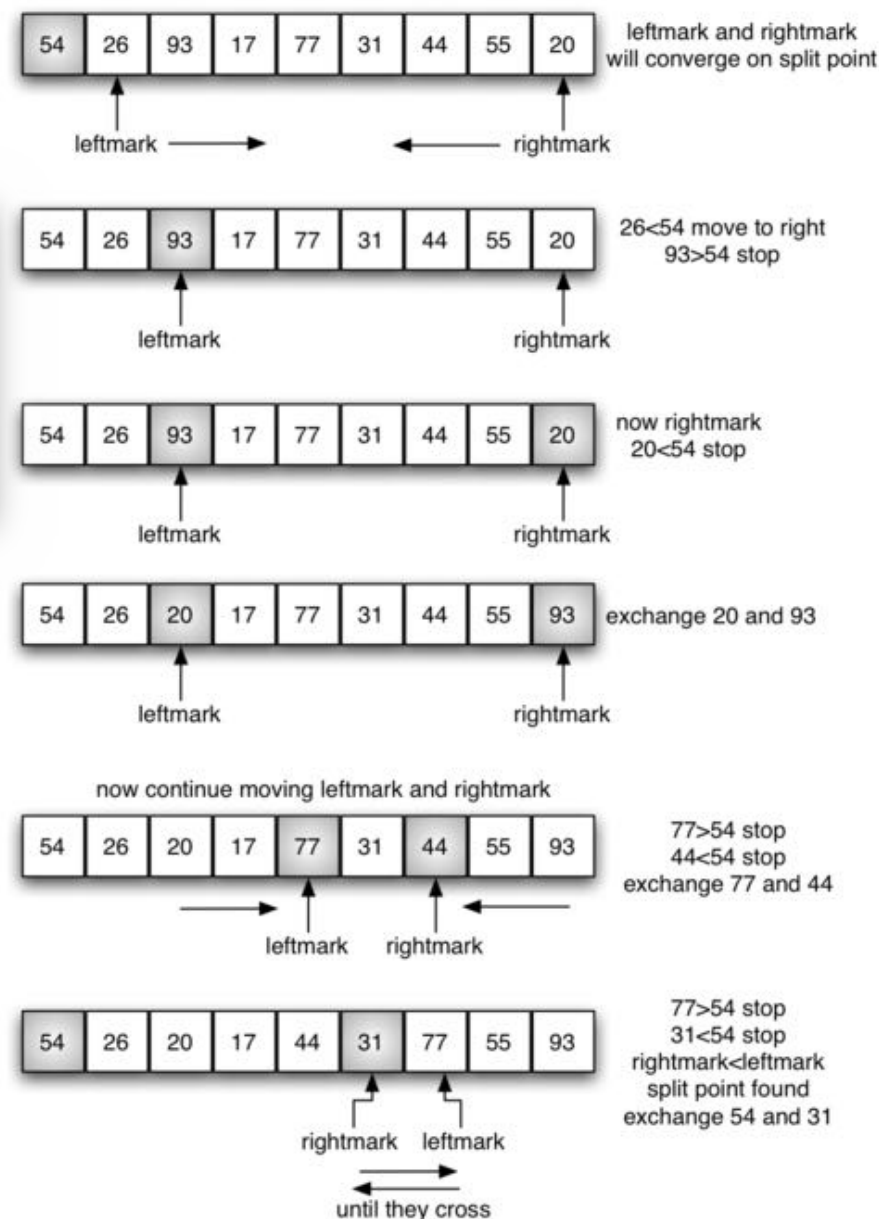 54 26 93 17 77 31 44 55 20
leftmark and rightmark
will converge on split point
leftmark rightmark
54 26 93 17 77 31 44 55 20
26<54 move to right
93>54 stop
leftmark rightmark
54 26 93 17 77 31 44 55 20
now rightmark
20<54 stop
leftmark rightmark
54 26 20 17 77 31 44 55 93
exchange 20 and 93
leftmark rightmark
now continue moving leftmark and rightmark
54 26 20 17 77 31 44 55 93
77>54 stop
44<54 stop
exchange 77 and 44
leftmark rightmark
54 26 20 17 44 31 77 55 93
77>54 stop
31<54 stop
rightmark<leftmark
split point found
exchange 54 and 31
rightmark leftmark
until they cross